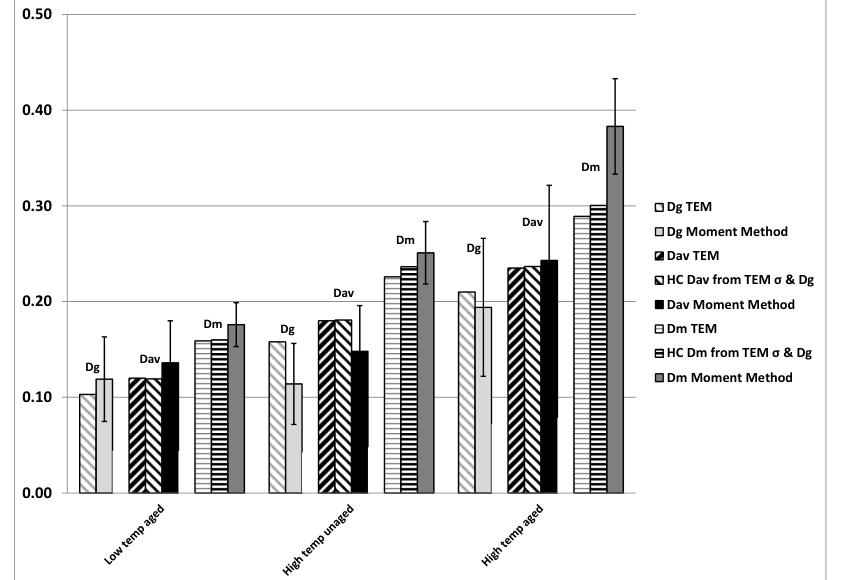 0.50
0.40
0.30
0.20
0.10
0.00
Dg
Dav
Dm
Dg
Dav
Dm
Dg
Dav
Dm
Low temp aged
High temp unaged
High temp aged
Dg TEM
Dg Moment Method
Dav TEM
HC Dav from TEM σ & Dg
Dav Moment Method
Dm TEM
HC Dm from TEM σ & Dg
Dm Moment Method